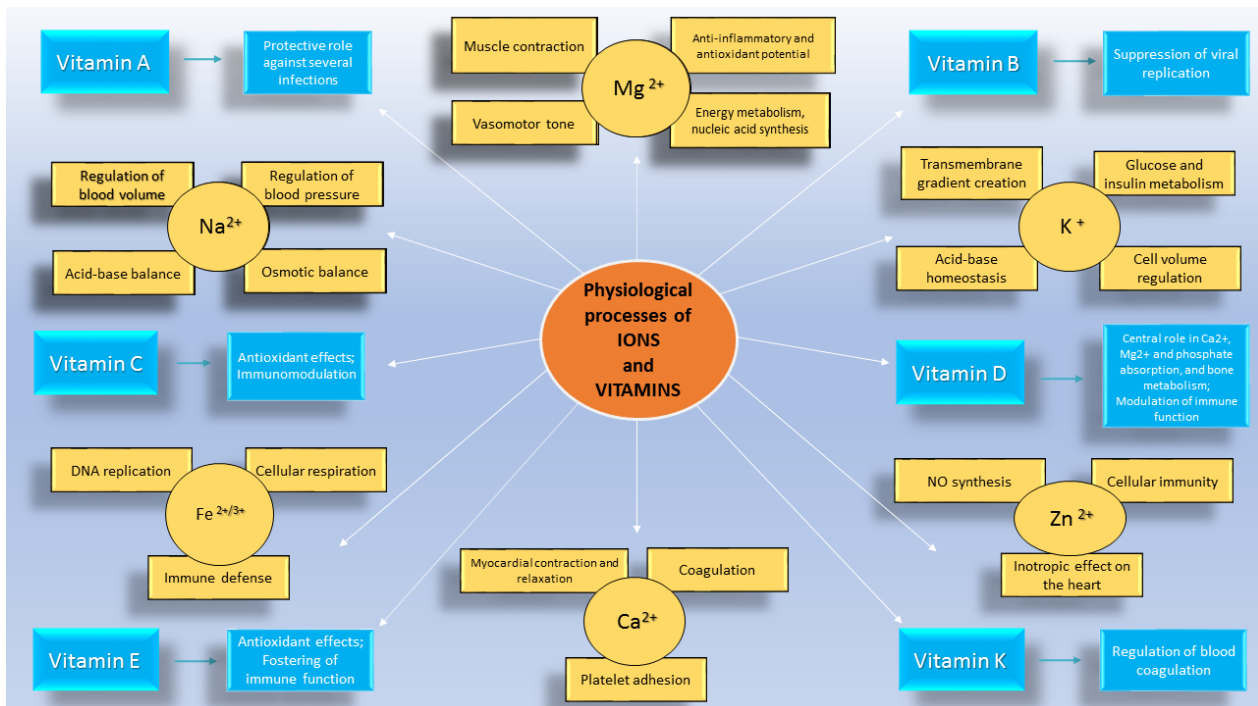 Vitamin A
Protective role
against several
infections
Muscle contraction
Anti-inflammatory and
antioxidant potential
Mg 2+
Vasomotor tone
Energy metabolism,
nucleic acid synthesis
Vitamin B
Suppression of viral
replication
Regulation of
blood volume
Regulation of
blood pressure
Na2+
Acid-base balance
Osmotic balance
Transmembrane
gradient creation
Glucose and
insulin metabolism
K +
Acid-base
homeostasis
Cell volume
regulation
Physiological
processes of
IONS
and
VITAMINS
Vitamin C
Antioxidant effects;
Immunomodulation
Vitamin D
Central role in Ca2+,
Mg2+ and phosphate
absorption, and bone
metabolism;
Modulation of immune
function
DNA replication
Cellular respiration
Fe 2+/3+
Immune defense
NO synthesis
Cellular immunity
Zn 2+
Inotropic effect on
the heart
Myocardial contraction and
relaxation
Coagulation
Ca2+
Platelet adhesion
Vitamin E
Antioxidant effects;
Fostering of
immune function
Vitamin K
Regulation of blood
coagulation